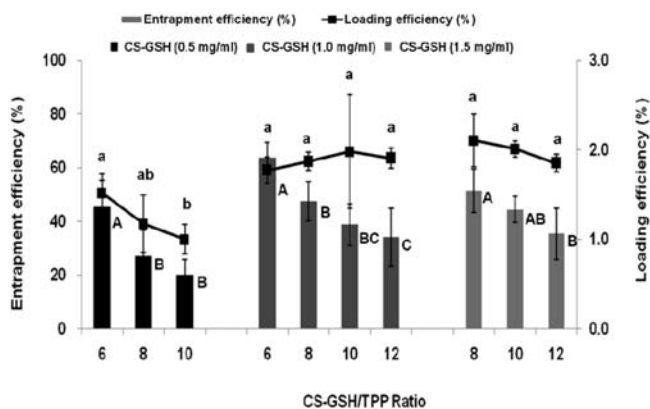 Entrapment efficiency (%) Loading efficiency (%)
CS-GSH (0.5 mg/ml) CS-GSH (1.0 mg/ml) CS-GSH (1.5 mg/ml)
Entrapment efficiency (%)
100
80
60
40
20
0
a ab b
A B B
a a a a
A B BC C
a a a
A AB B
3.0
2.0
1.0
0.0
Loading efficiency (%)
6 8 10 6 8 10 12 8 10 12
CS-GSH/TPP Ratio